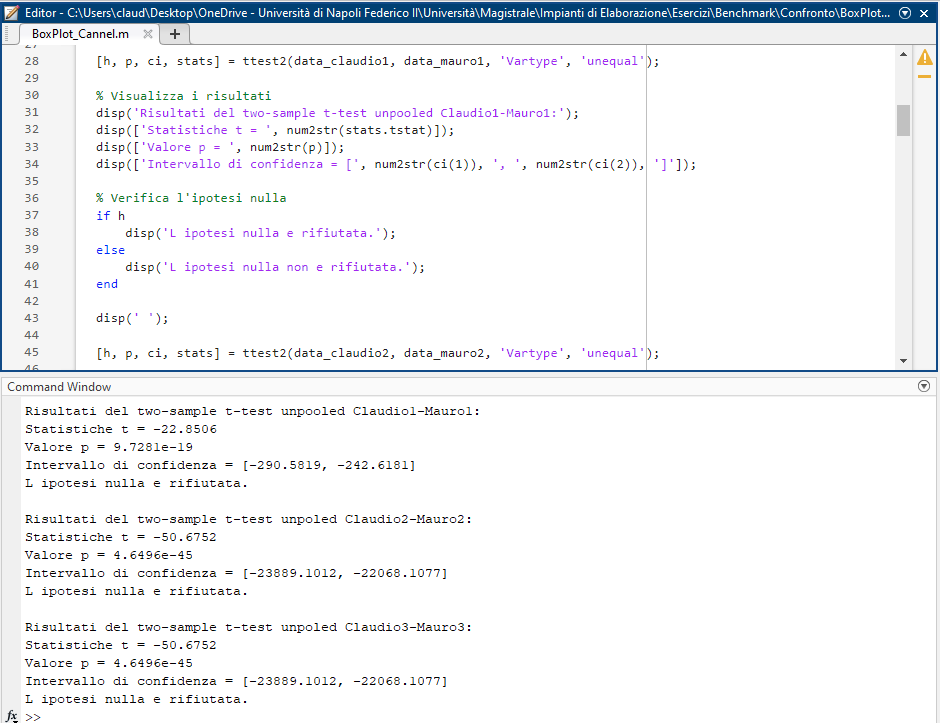 Editor - C:\Users\claud\Desktop\OneDrive - Università di Napoli Federico II\Università\Magistrale\Impianti di Elaborazione\Esercizi\Benchmark\Confronto\BoxPlot...
BoxPlot_Cannel.m
27
28 [h, p, ci, stats] = ttest2(data_claudio1, data_mauro1, 'Vartype', 'unequal');
29
30 % Visualizza i risultati
31 disp('Risultati del two-sample t-test unpooled Claudio1-Mauro1:');
32 disp(['Statistiche t = ', num2str(stats.tstat)]);
33 disp(['Valore p = ', num2str(p)]);
34 disp(['Intervallo di confidenza = [', num2str(ci(1)), ', ', num2str(ci(2)), ']']);
35
36 % Verifica l'ipotesi nulla
37 if h
38 disp('L ipotesi nulla e rifiutata.');
39 else
40 disp('L ipotesi nulla non e rifiutata.');
41 end
42
43 disp(' ');
44
45 [h, p, ci, stats] = ttest2(data_claudio2, data_mauro2, 'Vartype', 'unequal');
46
Command Window
Risultati del two-sample t-test unpooled Claudio1-Mauro1:
Statistiche t = -22.8506
Valore p = 9.7281e-19
Intervallo di confidenza = [-290.5819, -242.6181]
L ipotesi nulla e rifiutata.
Risultati del two-sample t-test unpoled Claudio2-Mauro2:
Statistiche t = -50.6752
Valore p = 4.6496e-45
Intervallo di confidenza = [-23889.1012, -22068.1077]
L ipotesi nulla e rifiutata.
Risultati del two-sample t-test unpoled Claudio3-Mauro3:
Statistiche t = -50.6752
Valore p = 4.6496e-45
Intervallo di confidenza = [-23889.1012, -22068.1077]
L ipotesi nulla e rifiutata.
fx >>